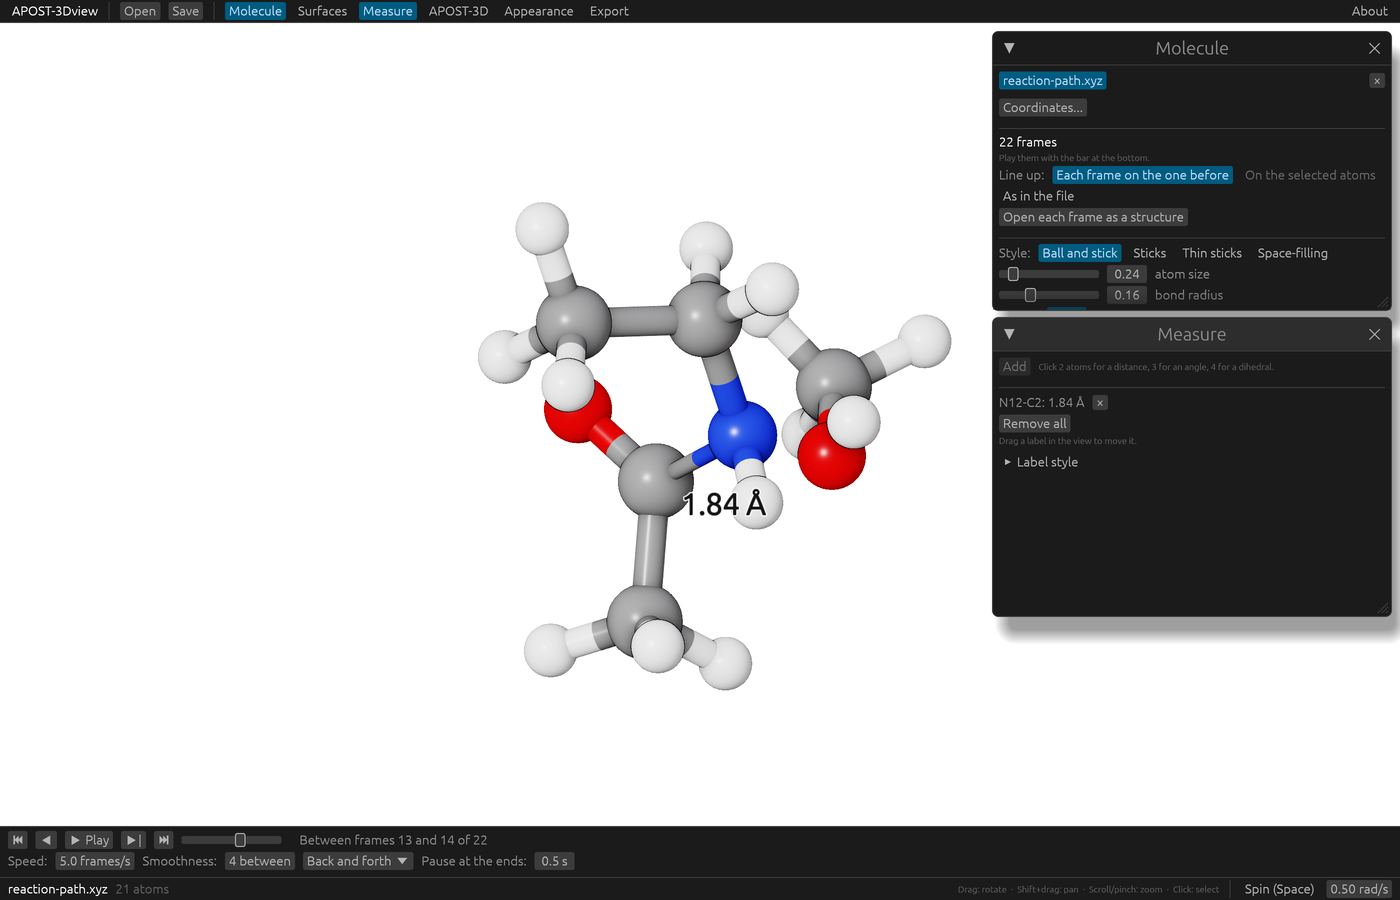 APOST-3Dview Open Save Molecule Surfaces Measure APOST-3D Appearance Export About
Molecule
reaction-path.xyz x
Coordinates...
22 frames
Play them with the bar at the bottom.
Line up: Each frame on the one before On the selected atoms
As in the file
Open each frame as a structure
Style: Ball and stick Sticks Thin sticks Space-filling
0.24 atom size
0.16 bond radius
Measure
Add Click 2 atoms for a distance, 3 for an angle, 4 for a dihedral.
N12-C2: 1.84 Å x
Remove all
Drag a label in the view to move it.
Label style
1.84 Å
Play Between frames 13 and 14 of 22
Speed: 5.0 frames/s Smoothness: 4 between Back and forth Pause at the ends: 0.5 s
reaction-path.xyz 21 atoms Drag: rotate · Shift+drag: pan · Scroll/pinch: zoom · Click: select Spin (Space) 0.50 rad/s